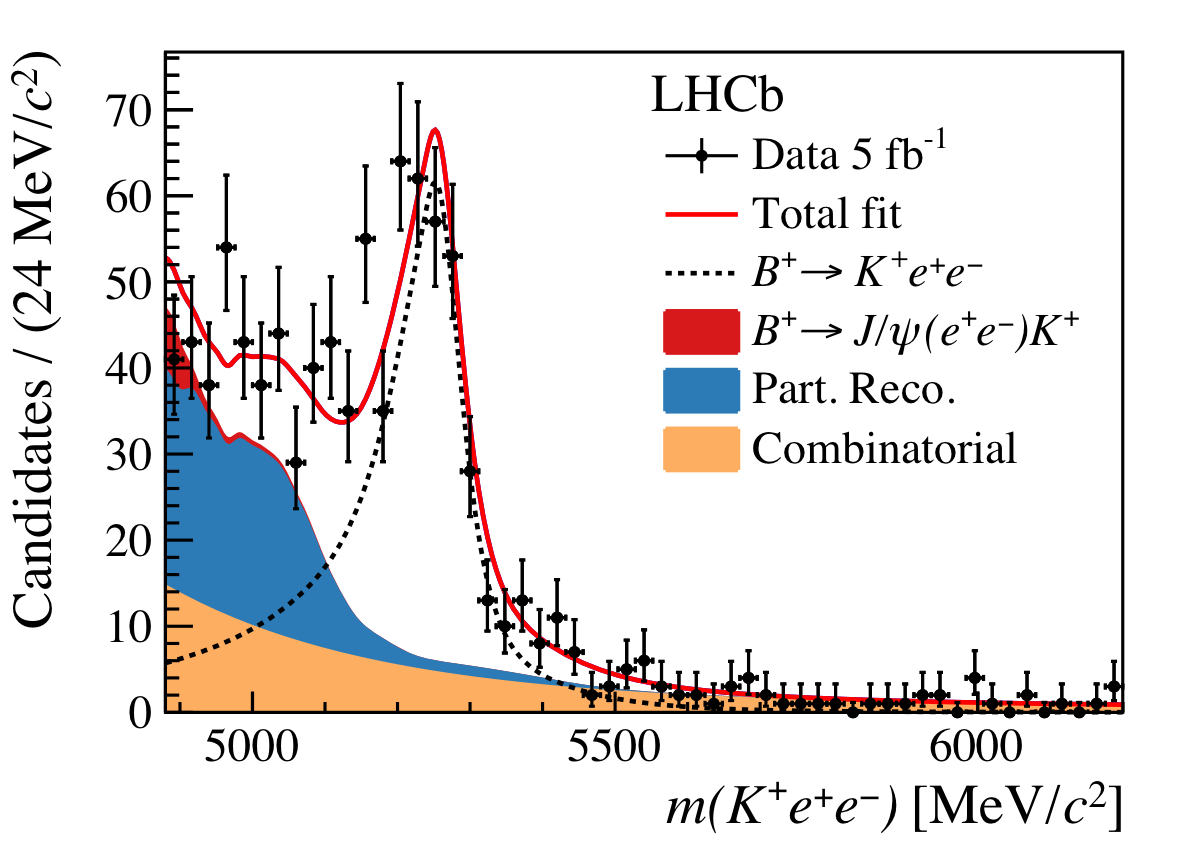 Candidates / (24 MeV/c²)
70
60
50
40
30
20
10
0
LHCb
Data 5 fb⁻¹
Total fit
B⁺→ K⁺e⁺e⁻
B⁺→ J/ψ(e⁺e⁻)K⁺
Part. Reco.
Combinatorial
5000 5500 6000
m(K⁺e⁺e⁻) [MeV/c²]